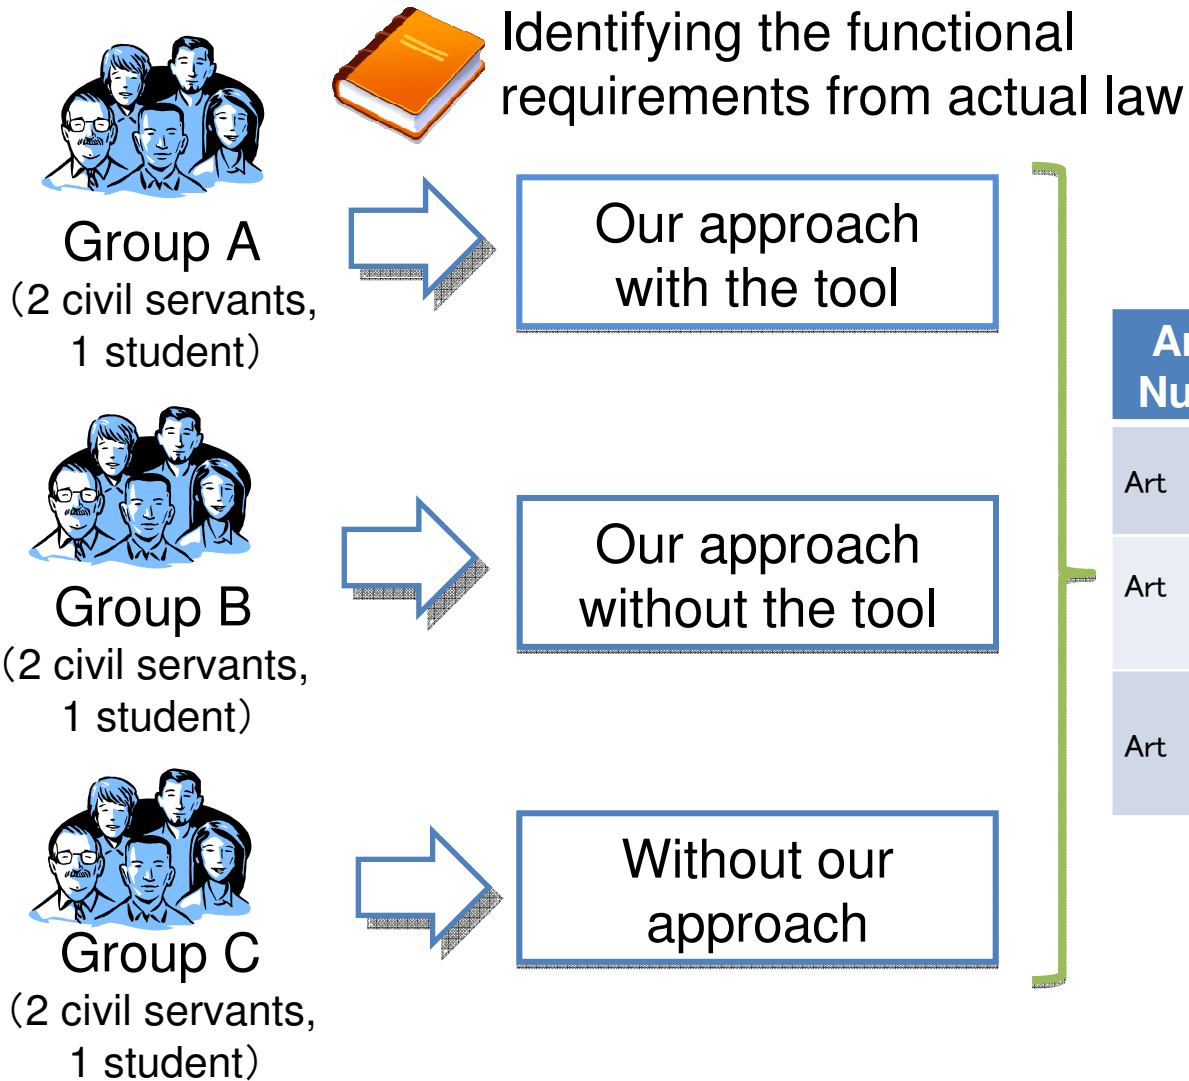 Identifying the functional
requirements from actual law
Group A
（2 civil servants,
1 student）
Our approach
with the tool
Group B
（2 civil servants,
1 student）
Our approach
without the tool
Group C
（2 civil servants,
1 student）
Without our
approach
Art
Art
Art